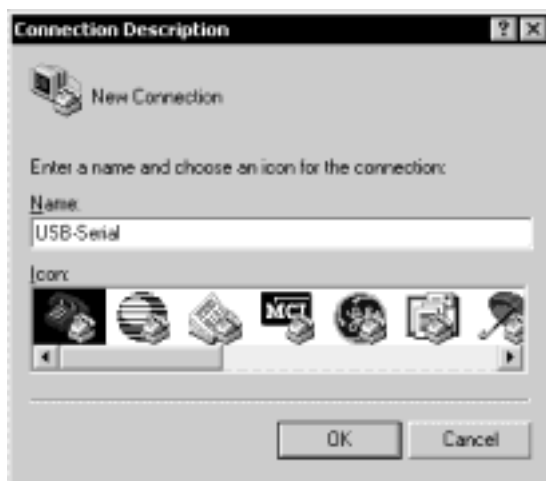 Connection Description
New Connection
Enter a name and choose an icon for the connection:
Name:
USB-Serial
Icon:
MCI
OK
Cancel